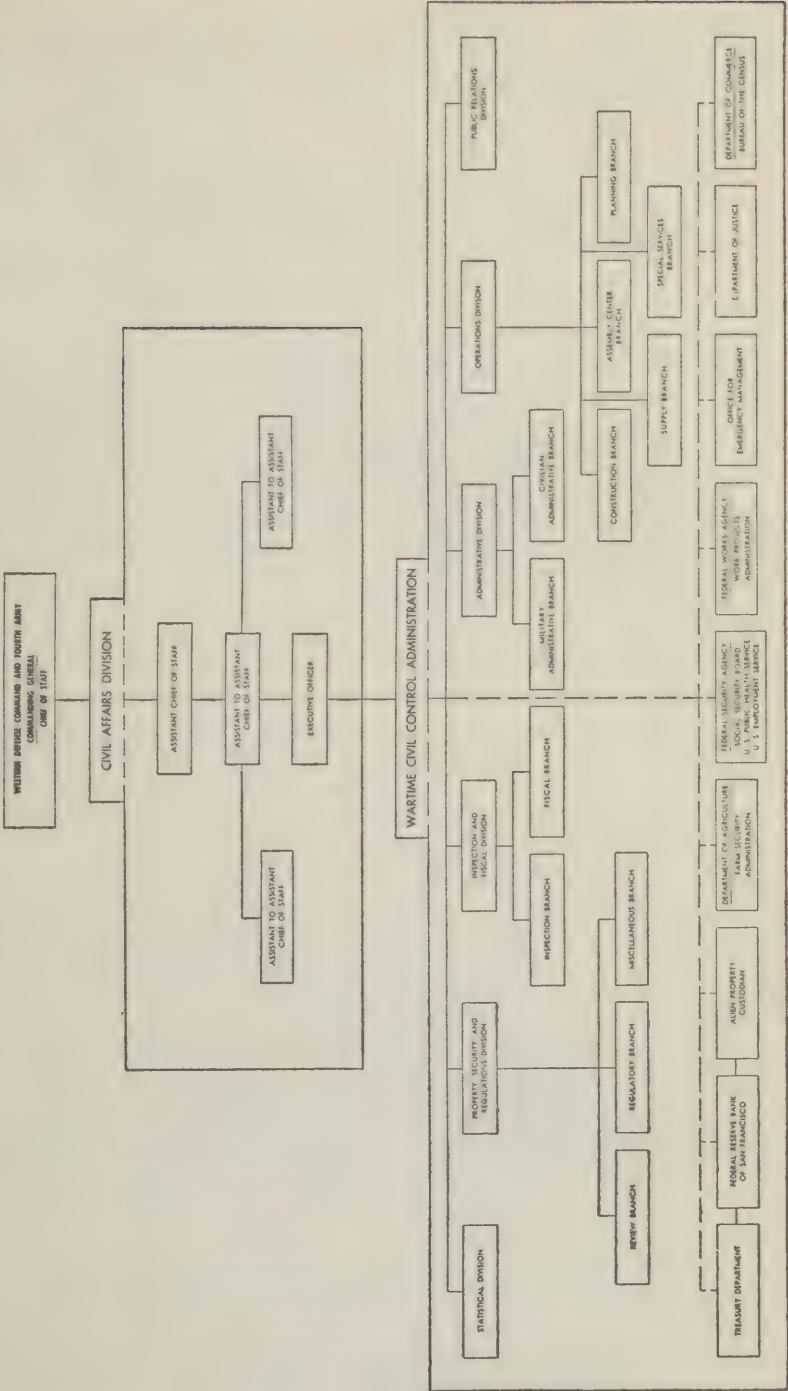 WESTERN DEFENSE COMMAND AND FOURTH ARMY
COMMANDING GENERAL
CHIEF OF STAFF
CIVIL AFFAIRS DIVISION
ASSISTANT CHIEF OF STAFF
ASSISTANT TO ASSISTANT
CHIEF OF STAFF
ASSISTANT TO ASSISTANT
CHIEF OF STAFF
ASSISTANT TO ASSISTANT
CHIEF OF STAFF
EXECUTIVE OFFICER
WARTIME CIVIL CONTROL ADMINISTRATION
STATISTICAL DIVISION
PROPERTY SECURITY AND
REGULATIONS DIVISION
INSPECTION AND
FISCAL DIVISION
ADMINISTRATIVE DIVISION
OPERATIONS DIVISON
PUBLIC RELATIONS
DIVISION
INSPECTION BRANCH
FISCAL BRANCH
MILITARY
ADMINISTRATIVE BRANCH
CIVILIAN
ADMINISTRATIVE BRANCH
REVIEW BRANCH
REGULATORY BRANCH
MISCELLANEOUS BRANCH
CONSTRUCTION BRANCH
ASSEMBLY CENTER
BRANCH
PLANNING BRANCH
SUPPLY BRANCH
SPECIAL SERVICES
BRANCH
TREASURY DEPARTMENT
FEDERAL RESERVE BANK
OF SAN FRANCISCO
ALIEN PROPERTY
CUSTODIAN
DEPARTMENT OF AGRICULTURE
FARM SECURITY
ADMINISTRATION
FEDERAL SECURITY AGENCY
SOCIAL SECURITY BOARD
U. S. PUBLIC HEALTH SERVICE
U S EMPLOYMENT SERVICE
FEDERAL WORKS AGENCY
WORK PROJECTS
ADMINISTRATION
OFFICE FOR
EMERGENCY MANAGEMENT
DEPARTMENT OF JUSTICE
DEPARTMENT OF COMMERCE
BUREAU OF THE CENSUS